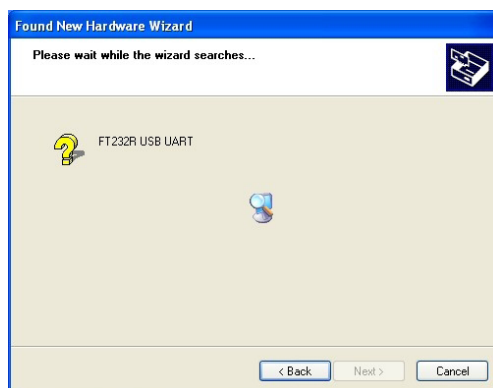 Found New Hardware Wizard
Please wait while the wizard searches...
FT232R USB UART
< Back
Next >
Cancel